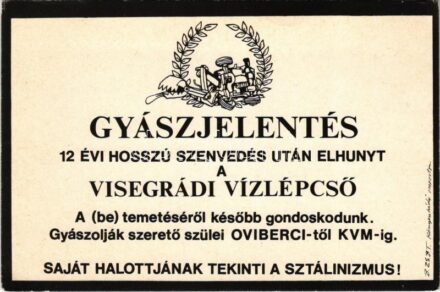 GYÁSZJELENTÉS
12 ÉVI HOSSZÚ SZENVEDÉS UTÁN ELHUNYT
A
VISEGRÁDI VÍZLÉPCSŐ
A (be) temetéséről később gondoskodunk.
Gyászolják szerető szülei OVIBERCI-től KVM-ig.
SAJÁT HALOTTJÁNAK TEKINTI A SZTÁLINIZMUS!